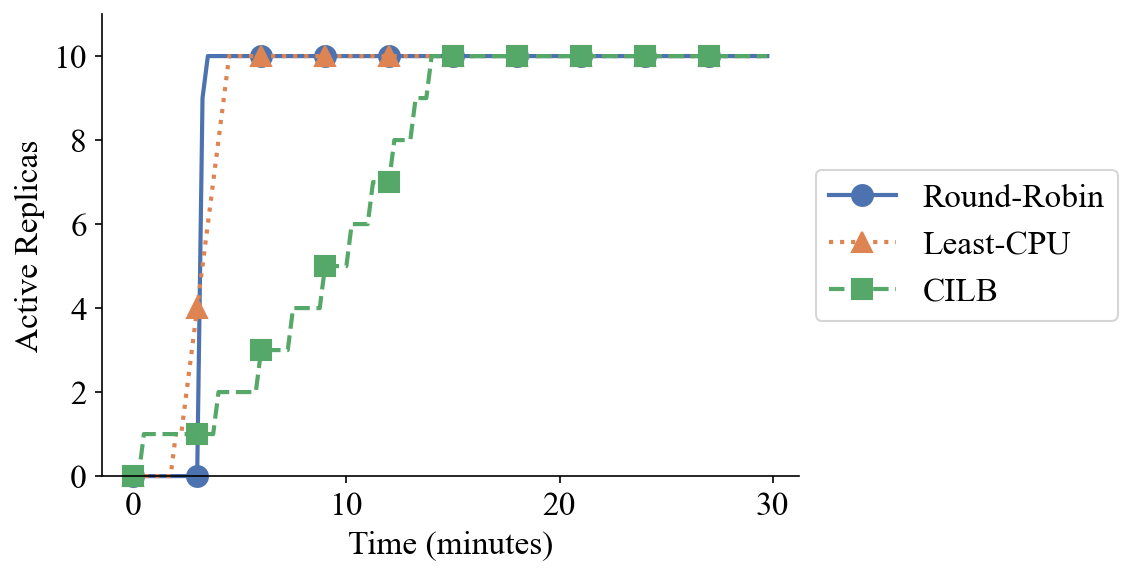 10
8
6
4
2
0
Active Replicas
0 10 20 30
Time (minutes)
Round-Robin
Least-CPU
CILB